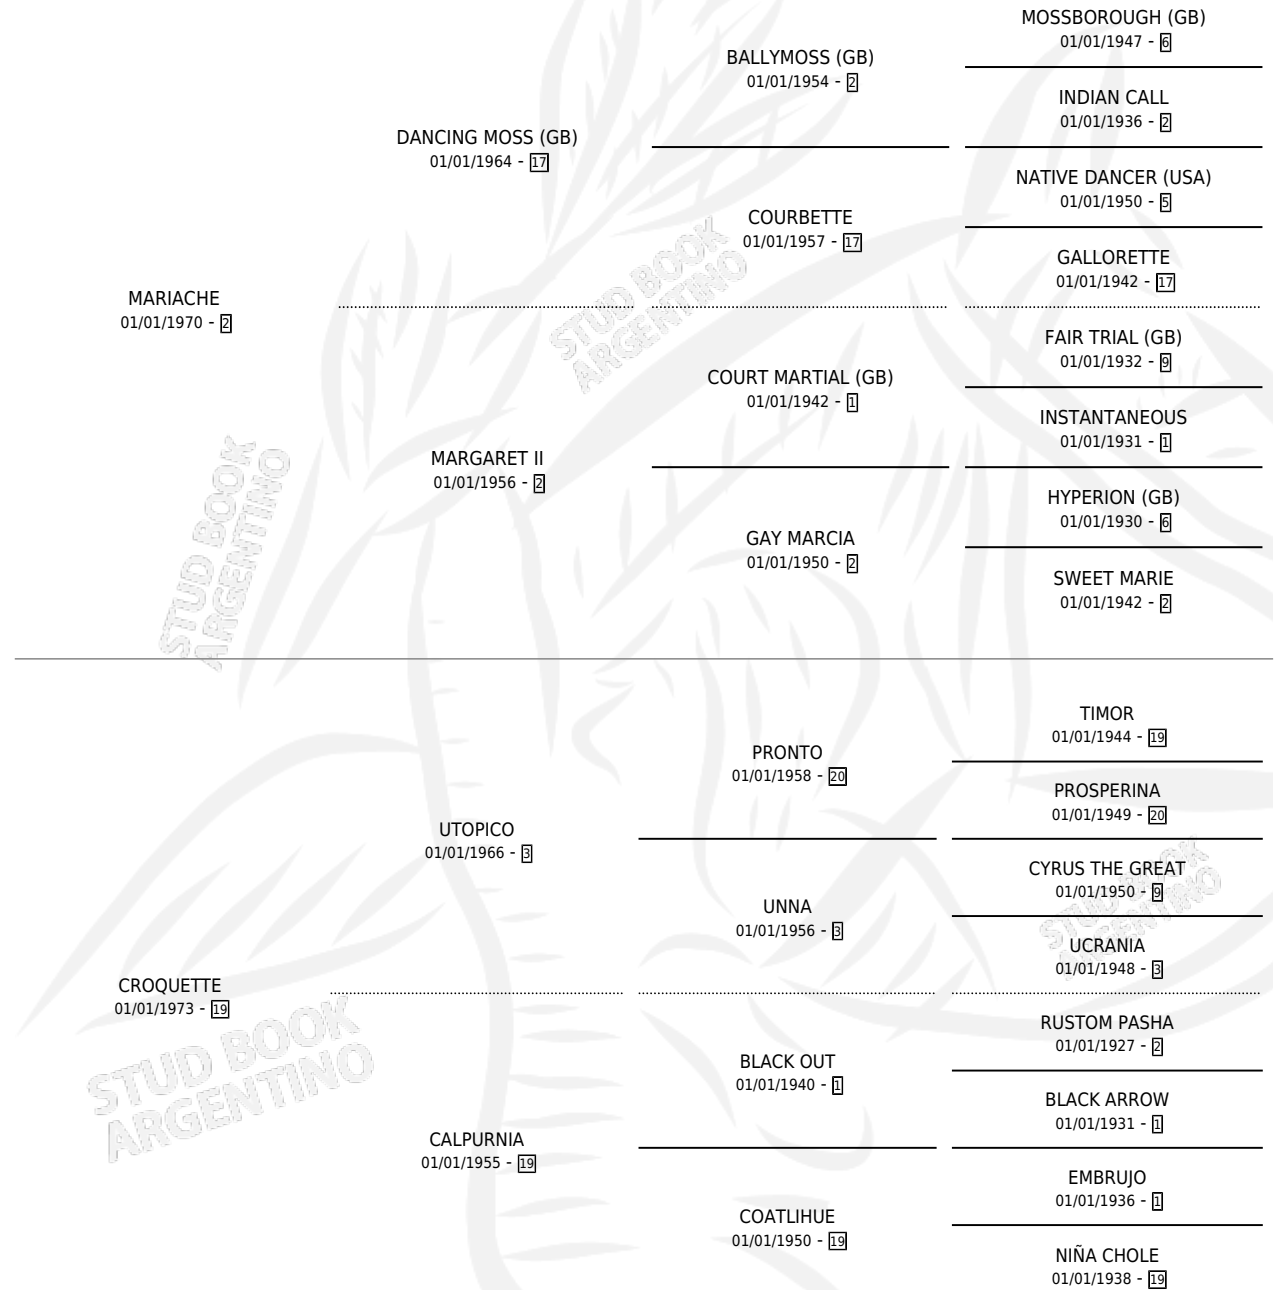 MOSSBOROUGH (GB)
01/01/1947 - 6
BALLYMOSS (GB)
01/01/1954 - 2
INDIAN CALL
01/01/1936 - 2
DANCING MOSS (GB)
01/01/1964 - 17
NATIVE DANCER (USA)
01/01/1950 - 5
COURBETTE
01/01/1957 - 17
GALLORETTE
01/01/1942 - 17
MARIACHE
01/01/1970 - 2
FAIR TRIAL (GB)
01/01/1932 - 9
COURT MARTIAL (GB)
01/01/1942 - 1
INSTANTANEOUS
01/01/1931 - 1
MARGARET II
01/01/1956 - 2
HYPERION (GB)
01/01/1930 - 6
GAY MARCIA
01/01/1950 - 2
SWEET MARIE
01/01/1942 - 2
TIMOR
01/01/1944 - 19
PRONTO
01/01/1958 - 20
PROSPERINA
01/01/1949 - 20
UTOPICO
01/01/1966 - 3
CYRUS THE GREAT
01/01/1950 - 9
UNNA
01/01/1956 - 3
UCRANIA
01/01/1948 - 3
CROQUETTE
01/01/1973 - 19
RUSTOM PASHA
01/01/1927 - 2
BLACK OUT
01/01/1940 - 1
BLACK ARROW
01/01/1931 - 1
CALPURNIA
01/01/1955 - 19
EMBRUJO
01/01/1936 - 1
COATLIHUE
01/01/1950 - 19
NIÑA CHOLE
01/01/1938 - 19
STUD BOOK
ARGENTINO
STUD BOOK
ARGENTINO
STUD BOOK
ARGENTINO
STUD BOOK
ARGENTINO